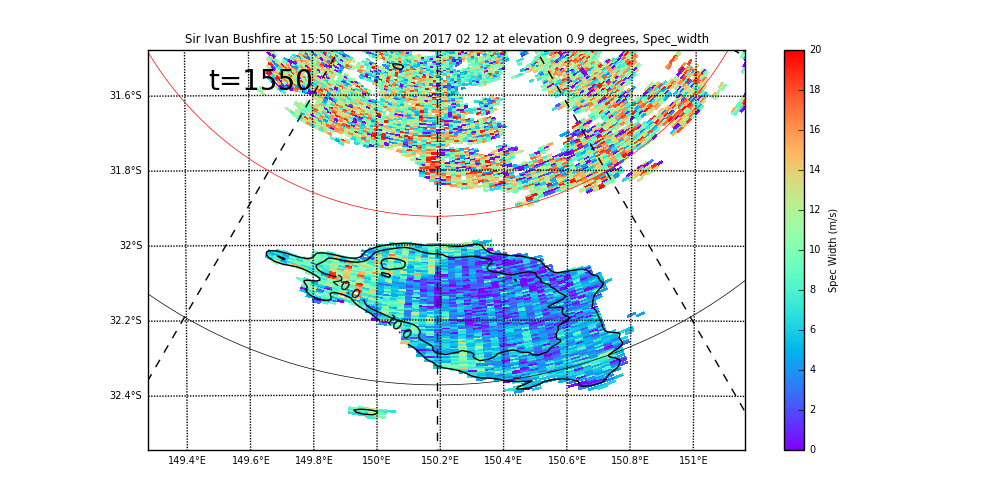 Sir Ivan Bushfire at 15:50 Local Time on 2017 02 12 at elevation 0.9 degrees, Spec_width
t=1550
31.6°S
31.8°S
32°S
32.2°S
32.4°S
20.0
149.4°E 149.6°E 149.8°E 150°E 150.2°E 150.4°E 150.6°E 150.8°E 151°E
20
18
16
14
12
10
8
6
4
2
0
Spec Width (m/s)